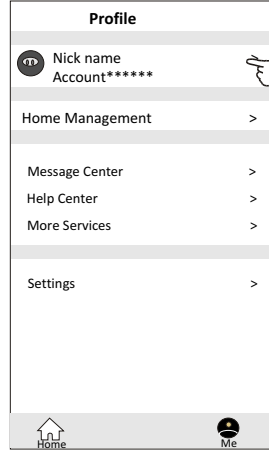 Profile
Nick name
Account******
Home Management >
Message Center >
Help Center >
More Services >
Settings >
Home Me